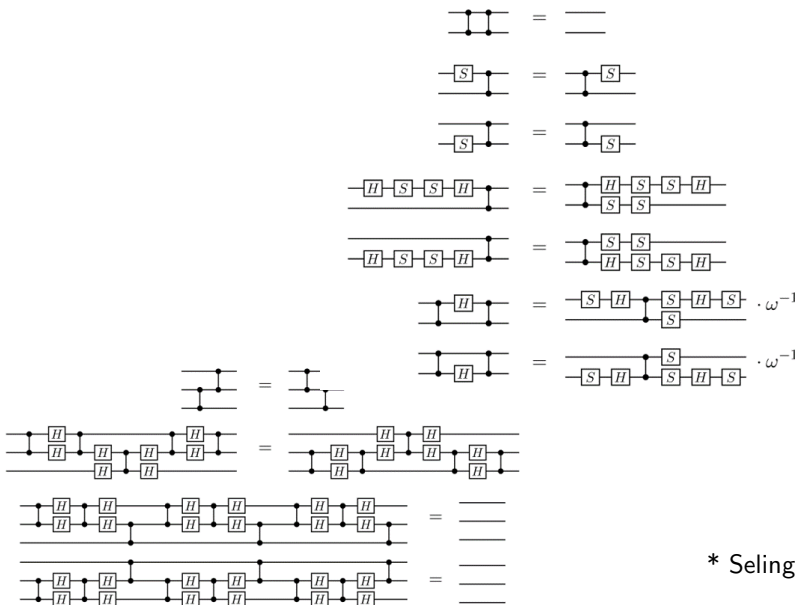 =
S = S
=
S S
H S S H = H S S H
S S
= S S
H S S H H S S H
H = S H S H S · ω⁻¹
S
= S · ω⁻¹
H S H S H S
=
H H H H
H H H H = H H H H
H H H H
H H H H H H
H H H H H H =
H H H H H H =
H H H H H H
* Seling